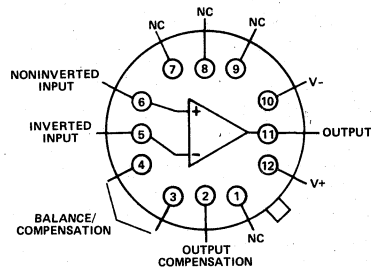 NC
NC
NC
7
8
9
NONINVERTED
INPUT
6
+
10
V-
INVERTED
INPUT
5
-
11
OUTPUT
4
12
V+
BALANCE/
COMPENSATION
3
2
1
NC
OUTPUT
COMPENSATION